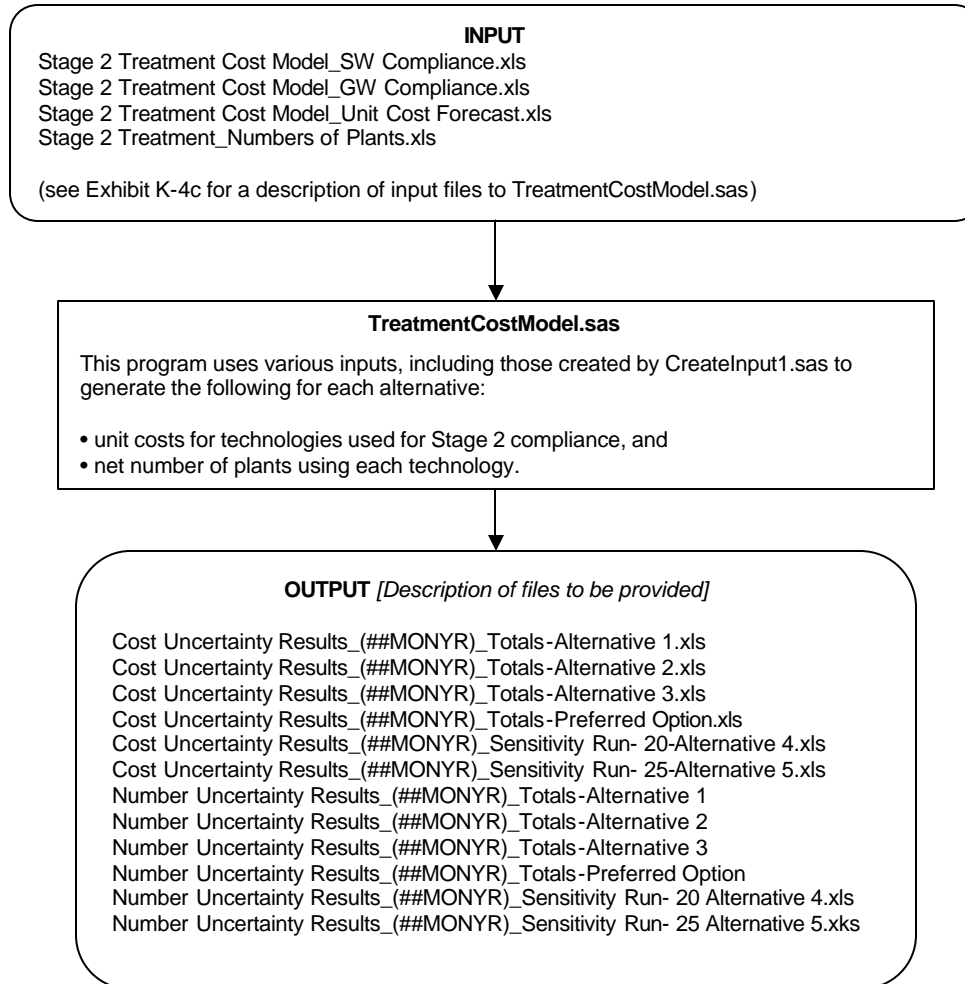 INPUT
Stage 2 Treatment Cost Model_SW Compliance.xls
Stage 2 Treatment Cost Model_GW Compliance.xls
Stage 2 Treatment Cost Model_Unit Cost Forecast.xls
Stage 2 Treatment_Numbers of Plants.xls
(see Exhibit K-4c for a description of input files to TreatmentCostModel.sas)
TreatmentCostModel.sas
This program uses various inputs, including those created by CreateInput1.sas to
generate the following for each alternative:
• unit costs for technologies used for Stage 2 compliance, and
• net number of plants using each technology.
OUTPUT [Description of files to be provided]
Cost Uncertainty Results_(##MONYR)_Totals-Alternative 1.xls
Cost Uncertainty Results_(##MONYR)_Totals-Alternative 2.xls
Cost Uncertainty Results_(##MONYR)_Totals-Alternative 3.xls
Cost Uncertainty Results_(##MONYR)_Totals-Preferred Option.xls
Cost Uncertainty Results_(##MONYR)_Sensitivity Run- 20-Alternative 4.xls
Cost Uncertainty Results_(##MONYR)_Sensitivity Run- 25-Alternative 5.xls
Number Uncertainty Results_(##MONYR)_Totals-Alternative 1
Number Uncertainty Results_(##MONYR)_Totals-Alternative 2
Number Uncertainty Results_(##MONYR)_Totals-Alternative 3
Number Uncertainty Results_(##MONYR)_Totals-Preferred Option
Number Uncertainty Results_(##MONYR)_Sensitivity Run- 20 Alternative 4.xls
Number Uncertainty Results_(##MONYR)_Sensitivity Run- 25 Alternative 5.xks